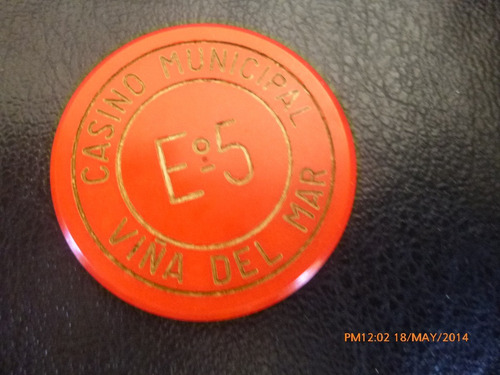 CASINO MUNICIPAL
Eº5
VIÑA DEL MAR
PM12:02 18/MAY/2014